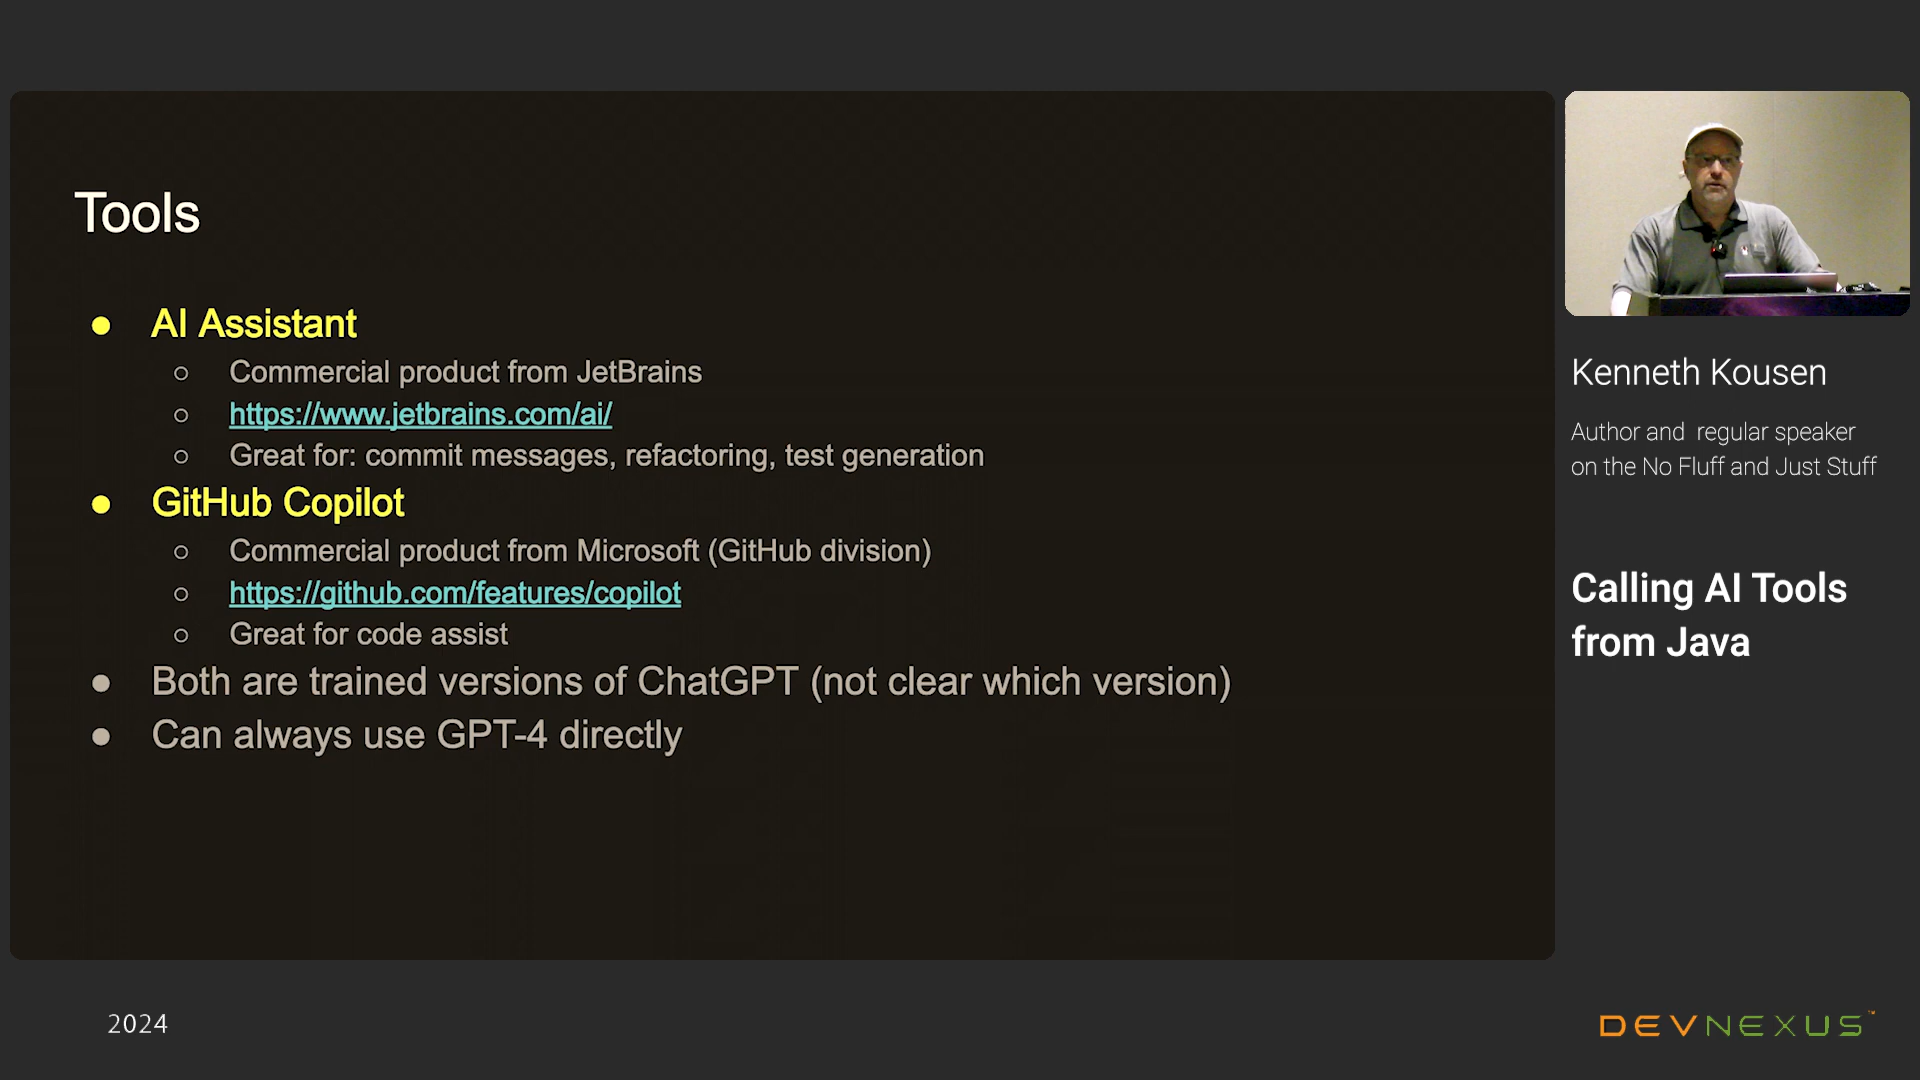 Tools
● AI Assistant
○ Commercial product from JetBrains
○ https://www.jetbrains.com/ai/
○ Great for: commit messages, refactoring, test generation
● GitHub Copilot
○ Commercial product from Microsoft (GitHub division)
○ https://github.com/features/copilot
○ Great for code assist
● Both are trained versions of ChatGPT (not clear which version)
● Can always use GPT-4 directly
Kenneth Kousen
Author and regular speaker
on the No Fluff and Just Stuff
Calling AI Tools
from Java
2024
DEVNEXUS™